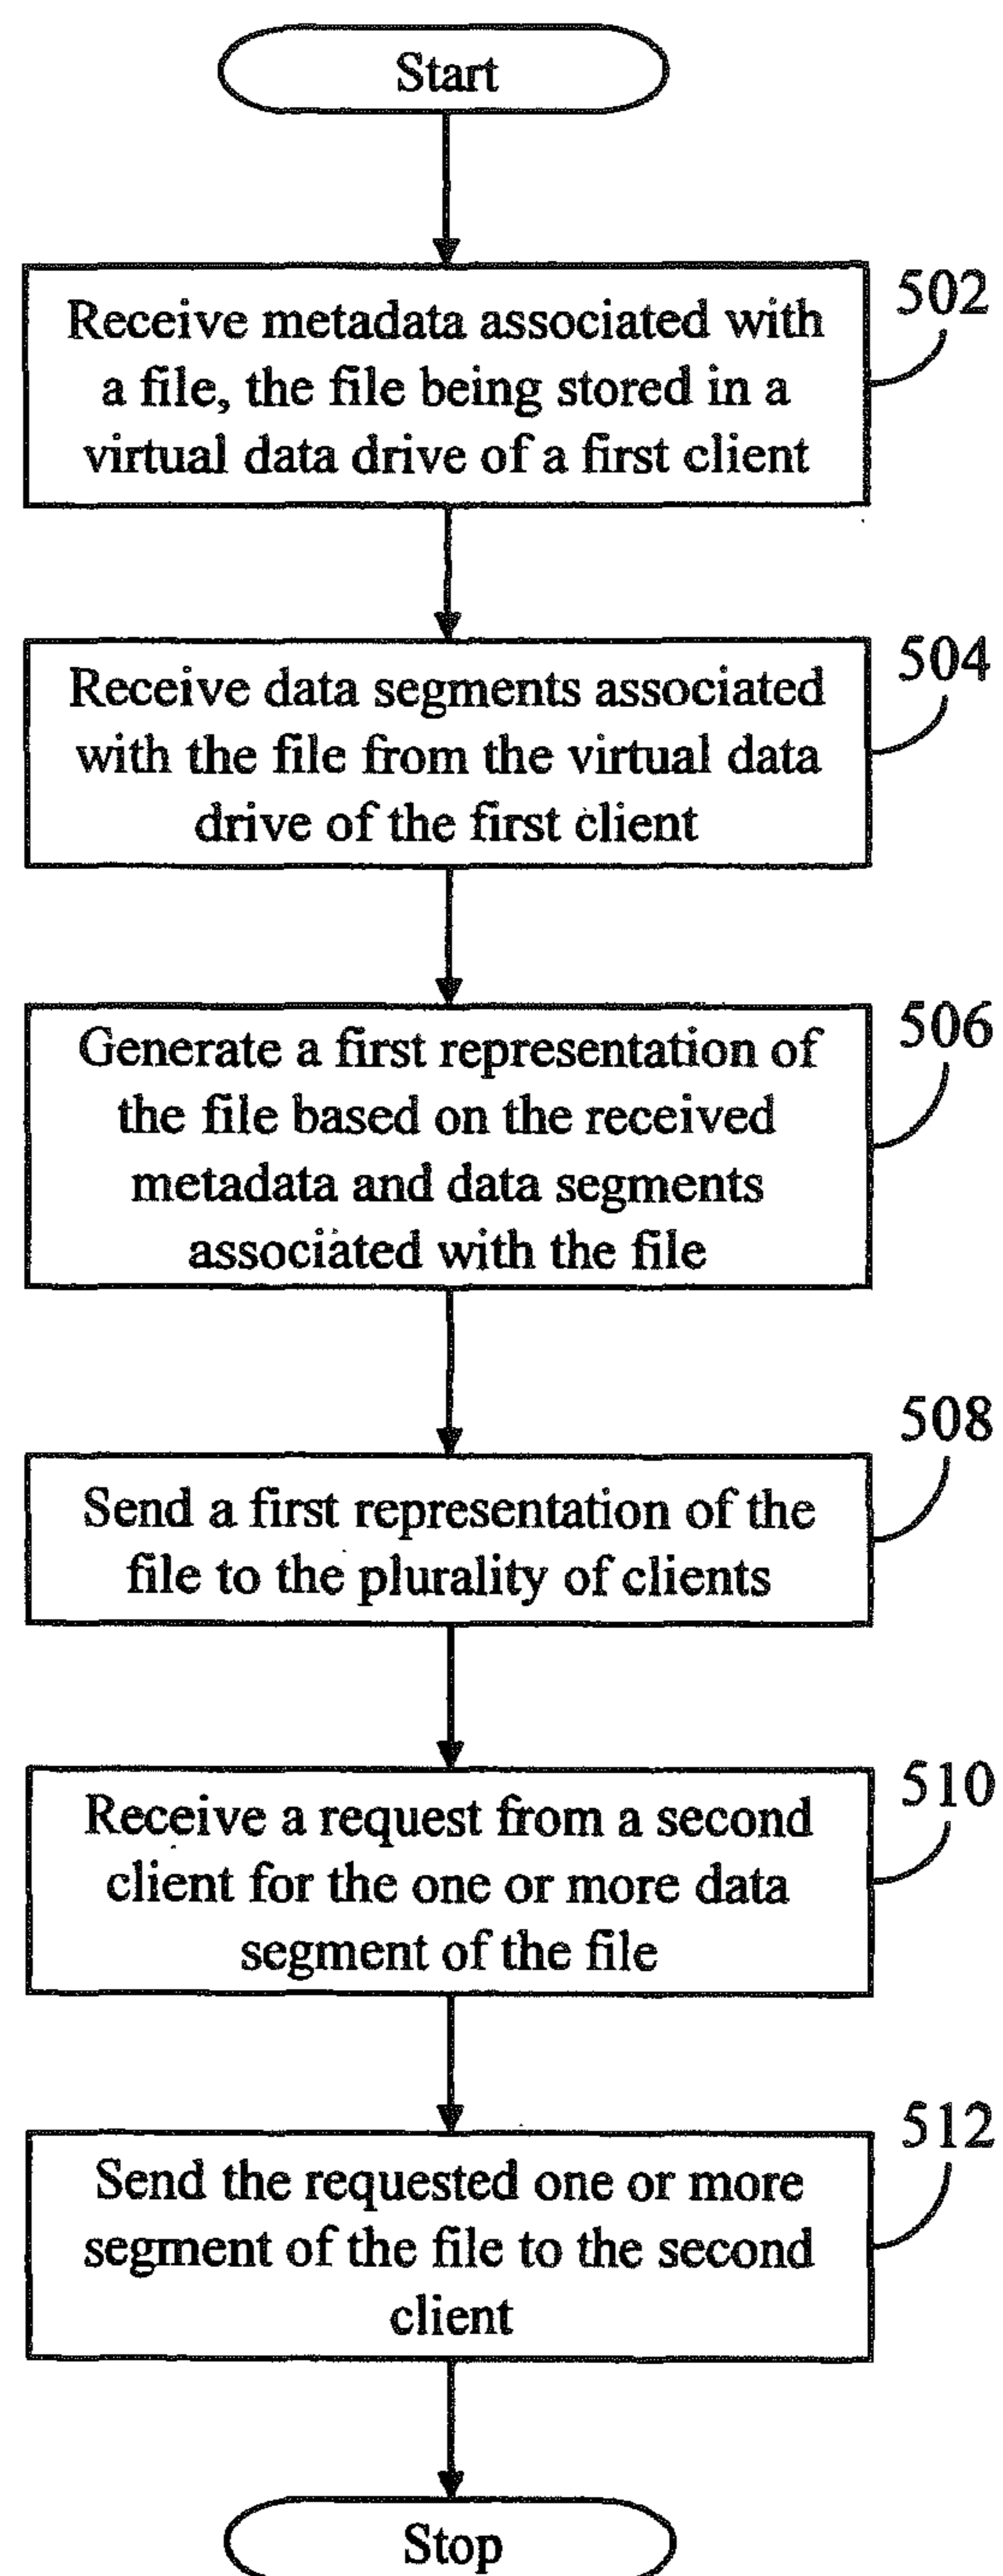 Start
502
Receive metadata associated with
a file, the file being stored in a
virtual data drive of a first client
504
Receive data segments associated
with the file from the virtual data
drive of the first client
506
Generate a first representation of
the file based on the received
metadata and data segments
associated with the file
508
Send a first representation of the
file to the plurality of clients
510
Receive a request from a second
client for the one or more data
segment of the file
512
Send the requested one or more
segment of the file to the second
client
Stop